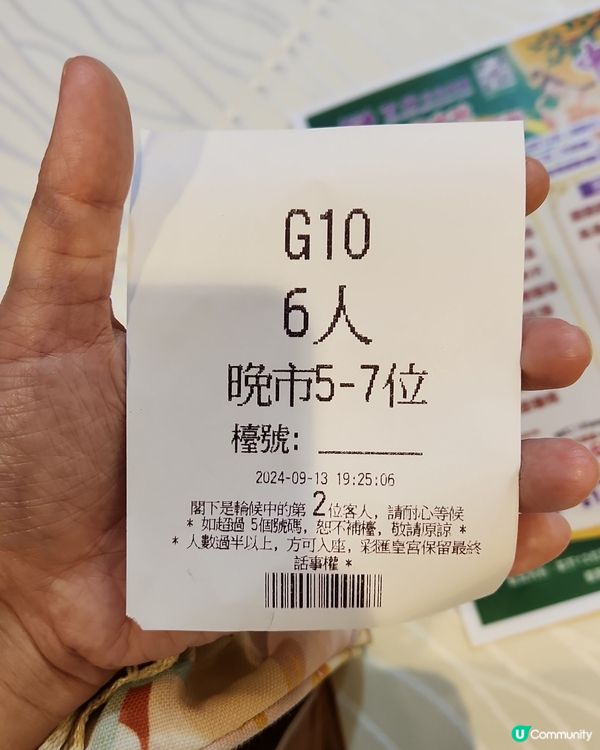 G10
6人
晚市5-7位
檯號: ______
2024-09-13 19:25:06
閣下是輪候中的第 2 位客人, 請耐心等候
* 如超過 5個號碼, 恕不補檯, 敬請原諒 *
* 人數過半以上, 方可入座, 彩匯皇宮保留最終
話事權 *
U Community